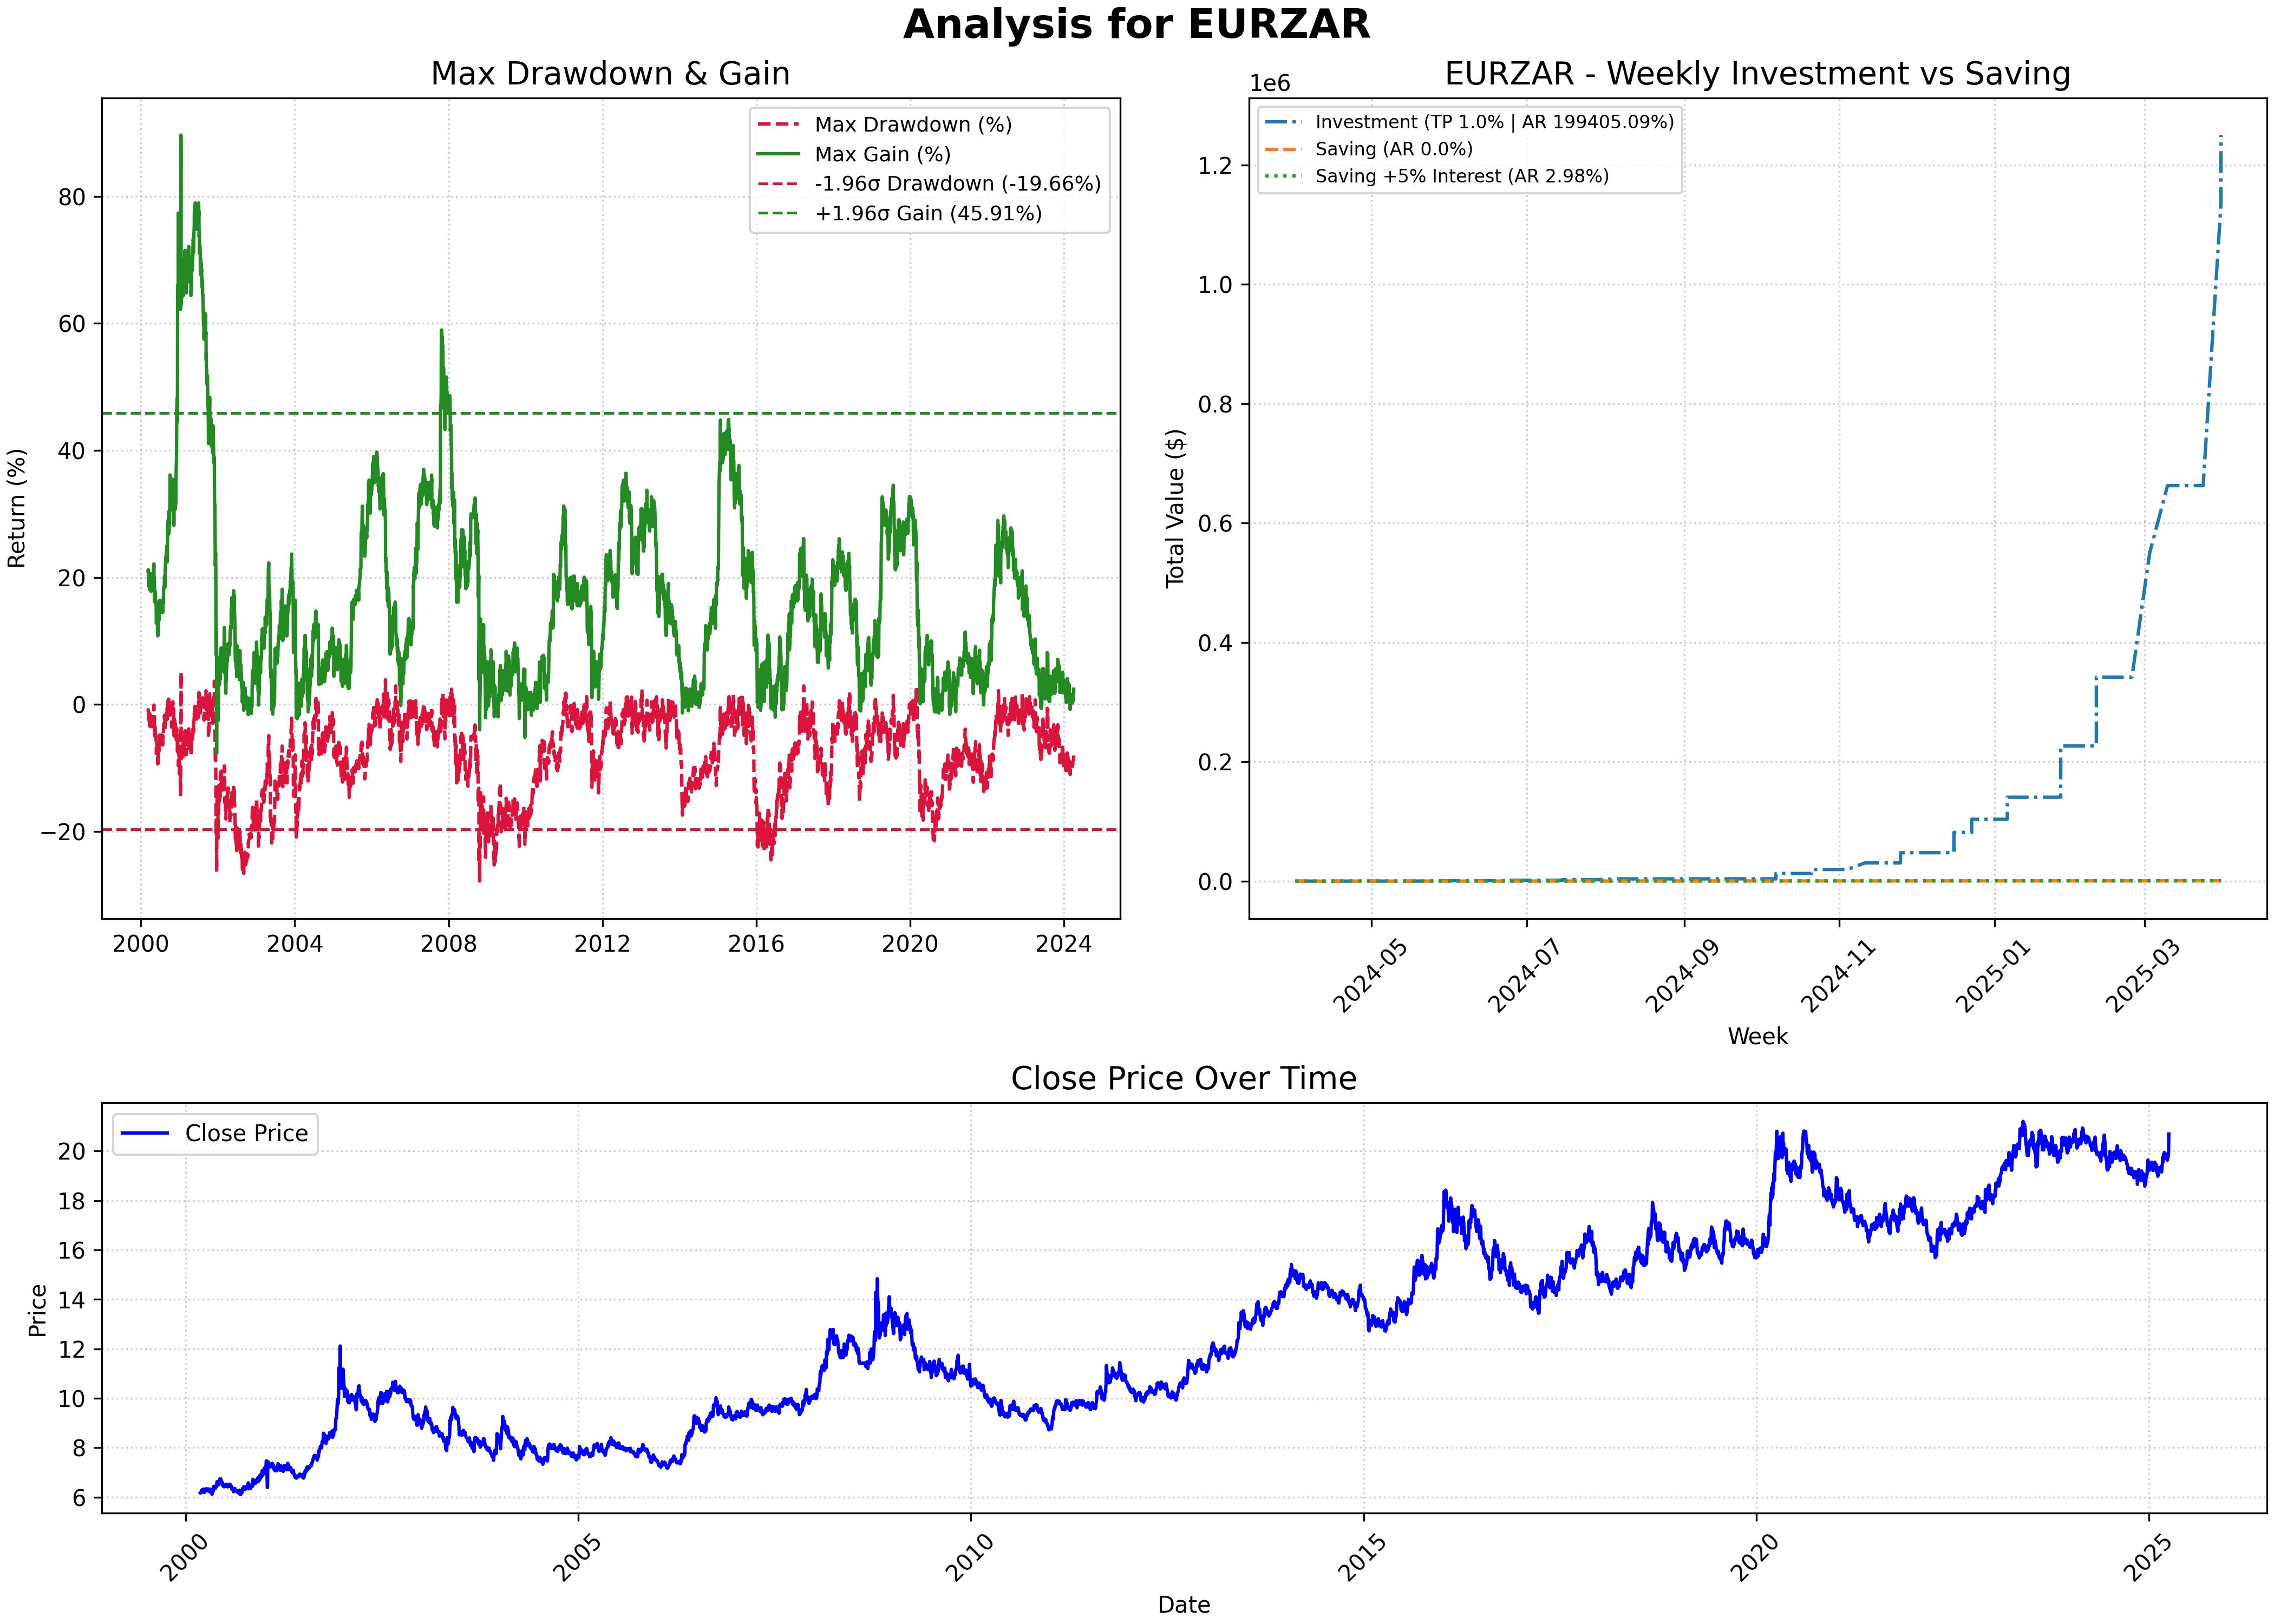 Analysis for EURZAR
Max Drawdown & Gain
Max Drawdown (%)
Max Gain (%)
-1.96σ Drawdown (-19.66%)
+1.96σ Gain (45.91%)
Return (%)
80
60
40
20
0
−20
2000
2004
2008
2012
2016
2020
2024
EURZAR - Weekly Investment vs Saving
1e6
Investment (TP 1.0% | AR 199405.09%)
Saving (AR 0.0%)
Saving +5% Interest (AR 2.98%)
Total Value ($)
1.2
1.0
0.8
0.6
0.4
0.2
0.0
2024-05
2024-07
2024-09
2024-11
2025-01
2025-03
Week
Close Price Over Time
Close Price
Price
20
18
16
14
12
10
8
6
2000
2005
2010
2015
2020
2025
Date